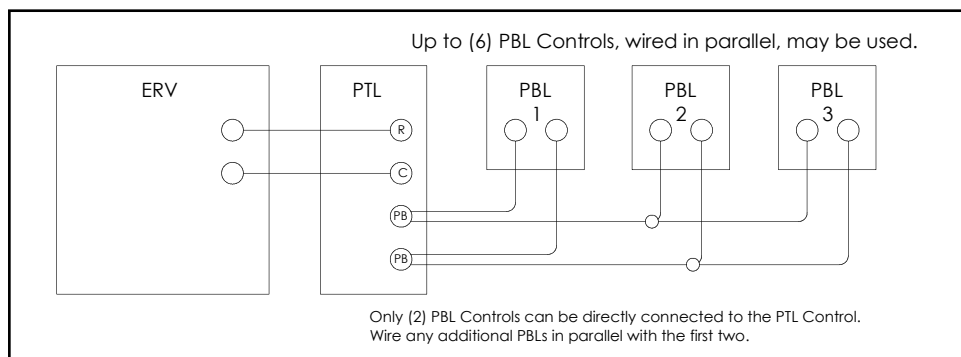 Up to (6) PBL Controls, wired in parallel, may be used.
ERV
PTL
PBL
1
PBL
2
PBL
3
R
C
PB
PB
Only (2) PBL Controls can be directly connected to the PTL Control.
Wire any additional PBLs in parallel with the first two.